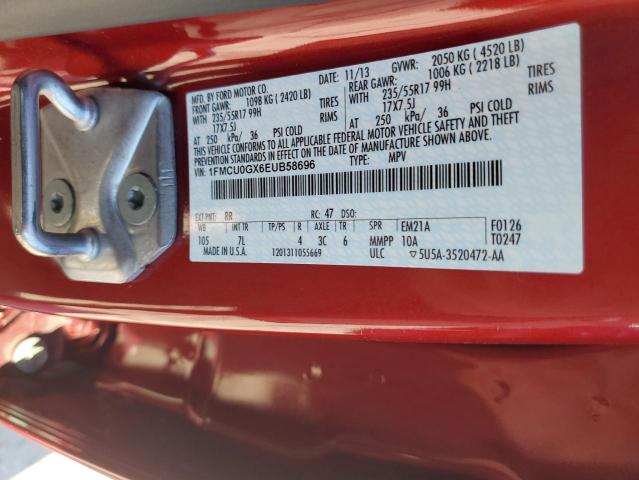 MFD. BY FORD MOTOR CO.
DATE: 11/13 GVWR: 2050 KG ( 4520 LB)
FRONT GAWR: 1098 KG ( 2420 LB) REAR GAWR: 1006 KG ( 2218 LB)
WITH 235/55R17 99H TIRES WITH 235/55R17 99H TIRES
17X7.5J RIMS 17X7.5J RIMS
AT 250 kPa/ 36 PSI COLD AT 250 kPa/ 36 PSI COLD
THIS VEHICLE CONFORMS TO ALL APPLICABLE FEDERAL MOTOR VEHICLE SAFETY AND THEFT
PREVENTION STANDARDS IN EFFECT ON THE DATE OF MANUFACTURE SHOWN ABOVE.
1FMCU0GX6EUB58696 TYPE: MPV
EXT PNT: RR RC: 47 DSO:
WB INT TR TP/PS R AXLE TR SPR EM21A F0126
105 7L 4 3C 6 MMPP 10A T0247
MADE IN U.S.A. 1201311055669 ULC ▽5U5A-3520472-AA